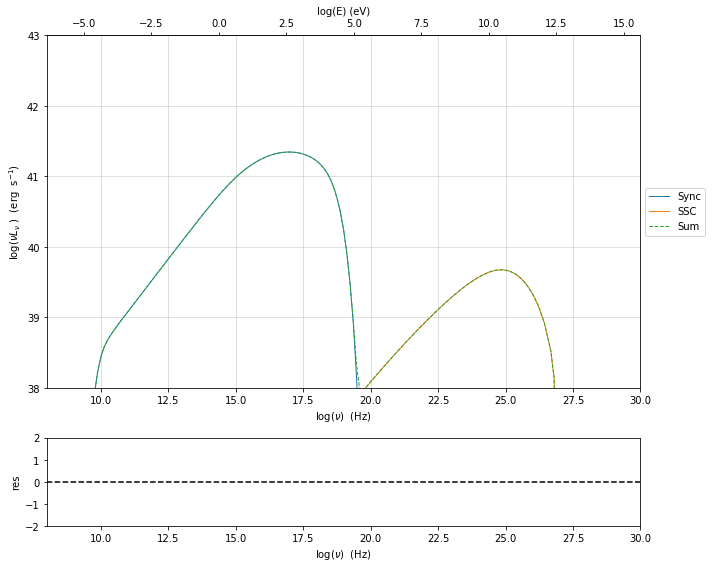 log(E) (eV)
−5.0 −2.5 0.0 2.5 5.0 7.5 10.0 12.5 15.0
43
42
41
40
39
38
log(νLν ) (erg s⁻¹)
Sync
SSC
Sum
10.0 12.5 15.0 17.5 20.0 22.5 25.0 27.5 30.0
log(ν) (Hz)
2
1
0
−1
−2
res
10.0 12.5 15.0 17.5 20.0 22.5 25.0 27.5 30.0
log(ν) (Hz)